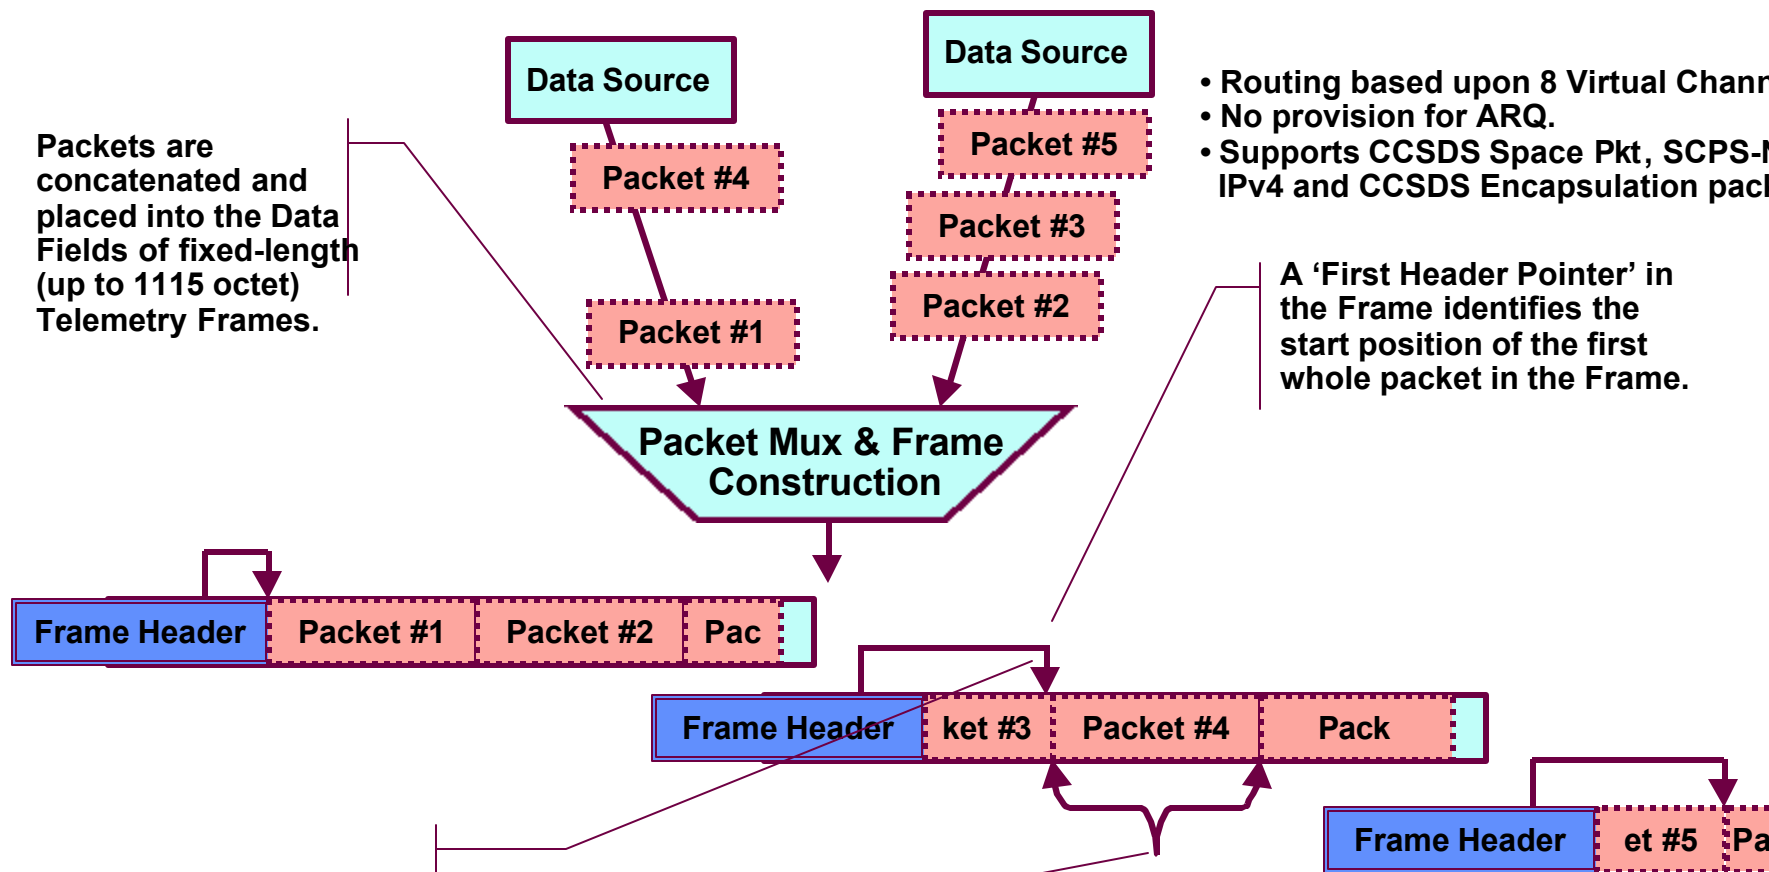 Data Source
Data Source
• Routing based upon 8 Virtual Chann
• No provision for ARQ.
• Supports CCSDS Space Pkt, SCPS-N
IPv4 and CCSDS Encapsulation pac
Packets are
concatenated and
placed into the Data
Fields of fixed-length
(up to 1115 octet)
Telemetry Frames.
Packet #4
Packet #1
Packet #5
Packet #3
Packet #2
A ‘First Header Pointer’ in
the Frame identifies the
start position of the first
whole packet in the Frame.
Packet Mux & Frame
Construction
Frame Header Packet #1 Packet #2 Pac
Frame Header ket #3 Packet #4 Pack
Frame Header et #5 Pa